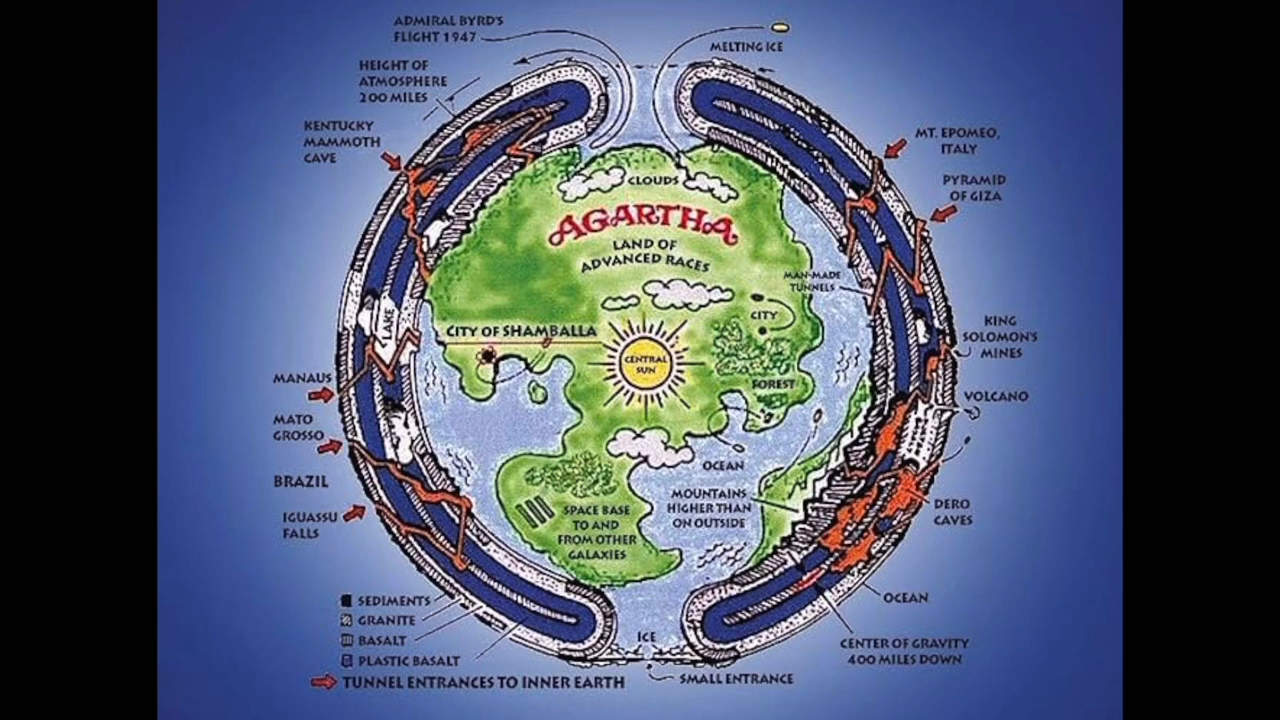 ADMIRAL BYRD'S
FLIGHT 1947
MELTING ICE
HEIGHT OF
ATMOSPHERE
200 MILES
KENTUCKY
MAMMOTH
CAVE
MT. EPOMEO,
ITALY
PYRAMID
OF GIZA
CLOUDS
AGARTHA
LAND OF
ADVANCED RACES
MAN-MADE
TUNNELS
CITY
LAKE
CITY OF SHAMBALLA
CENTRAL
SUN
KING
SOLOMON'S
MINES
FOREST
MANAUS
VOLCANO
MATO
GROSSO
OCEAN
BRAZIL
MOUNTAINS
HIGHER THAN
ON OUTSIDE
SPACE BASE
TO AND
FROM OTHER
GALAXIES
DERO
CAVES
IGUASSU
FALLS
OCEAN
SEDIMENTS
GRANITE
BASALT
PLASTIC BASALT
ICE
CENTER OF GRAVITY
400 MILES DOWN
TUNNEL ENTRANCES TO INNER EARTH
SMALL ENTRANCE